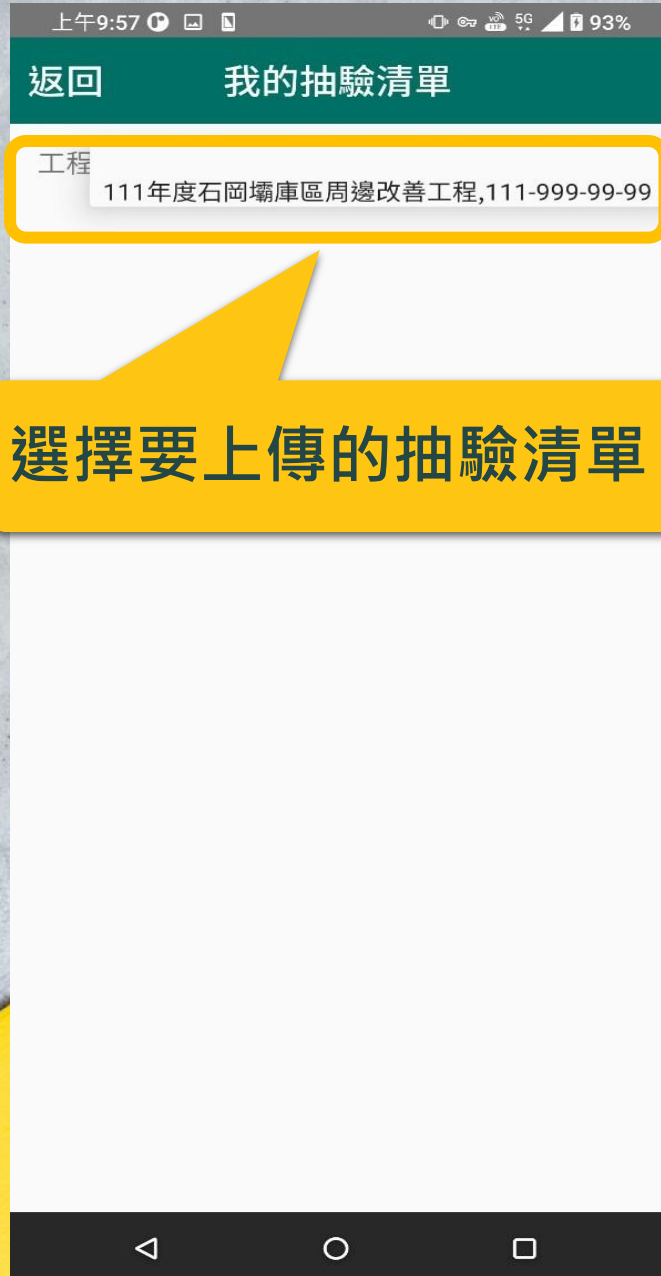 上午9:57 5G 93%
返回 我的抽驗清單
工程
111年度石岡壩庫區周邊改善工程,111-999-99-99
選擇要上傳的抽驗清單